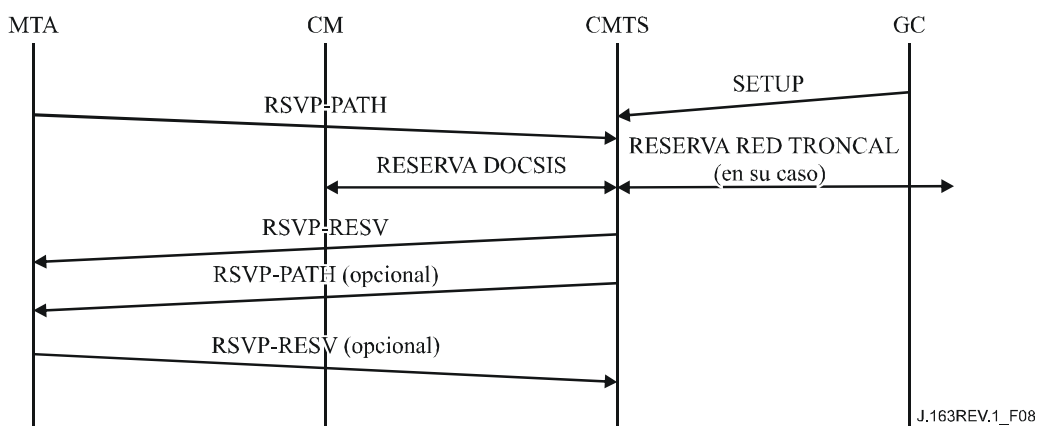 MTA
CM
CMTS
GC
SETUP
RSVP-PATH
RESERVA RED TRONCAL
(en su caso)
RESERVA DOCSIS
RSVP-RESV
RSVP-PATH (opcional)
RSVP-RESV (opcional)
J.163REV.1_F08